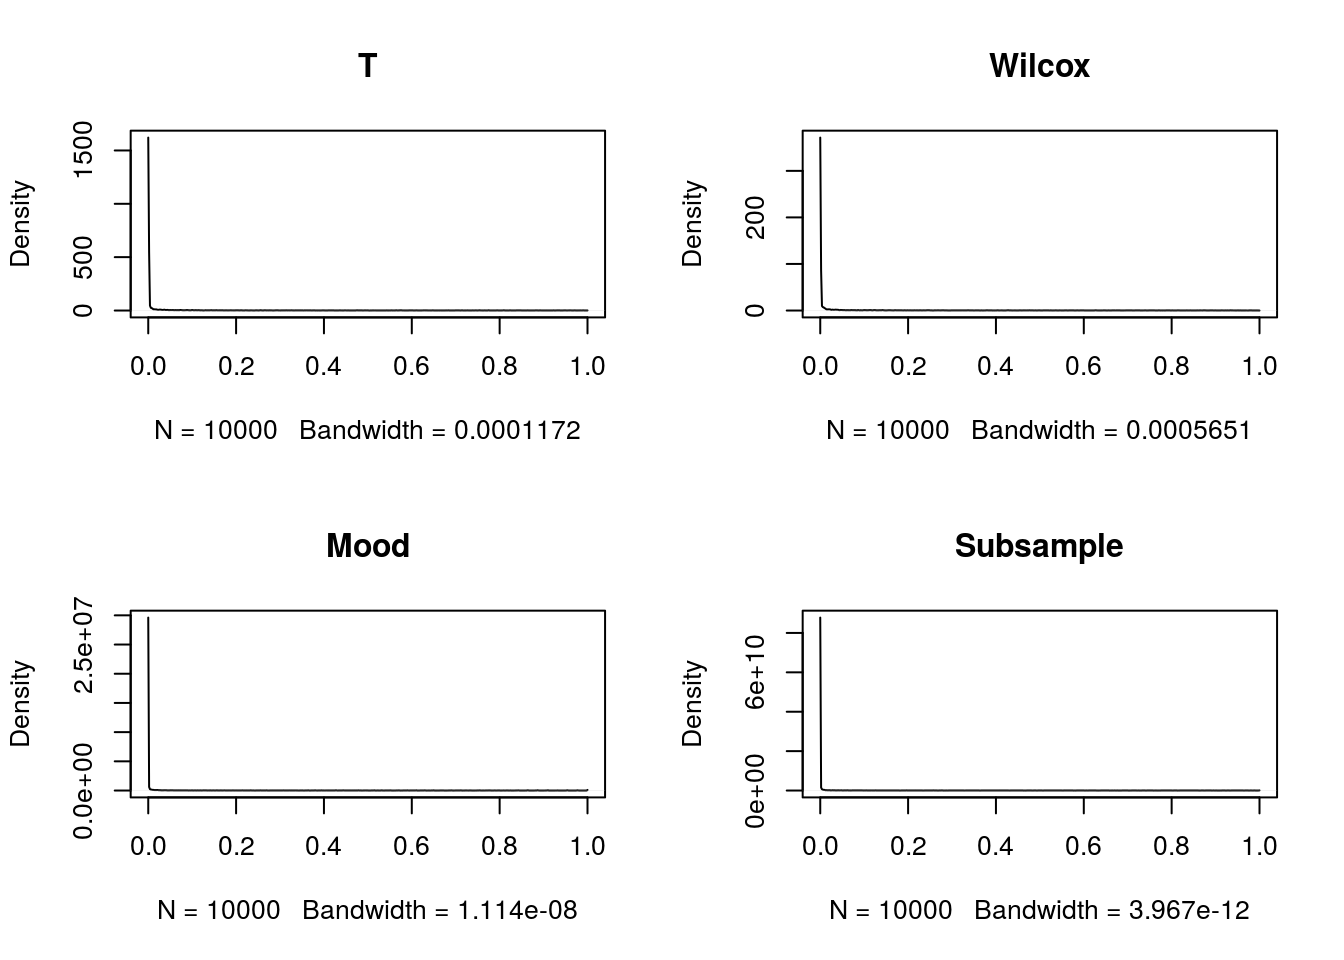 T
Density
0 500 1500
0.0 0.2 0.4 0.6 0.8 1.0
N = 10000 Bandwidth = 0.0001172
Wilcox
Density
0 200
0.0 0.2 0.4 0.6 0.8 1.0
N = 10000 Bandwidth = 0.0005651
Mood
Density
0.0e+00 2.5e+07
0.0 0.2 0.4 0.6 0.8 1.0
N = 10000 Bandwidth = 1.114e-08
Subsample
Density
0e+00 6e+10
0.0 0.2 0.4 0.6 0.8 1.0
N = 10000 Bandwidth = 3.967e-12